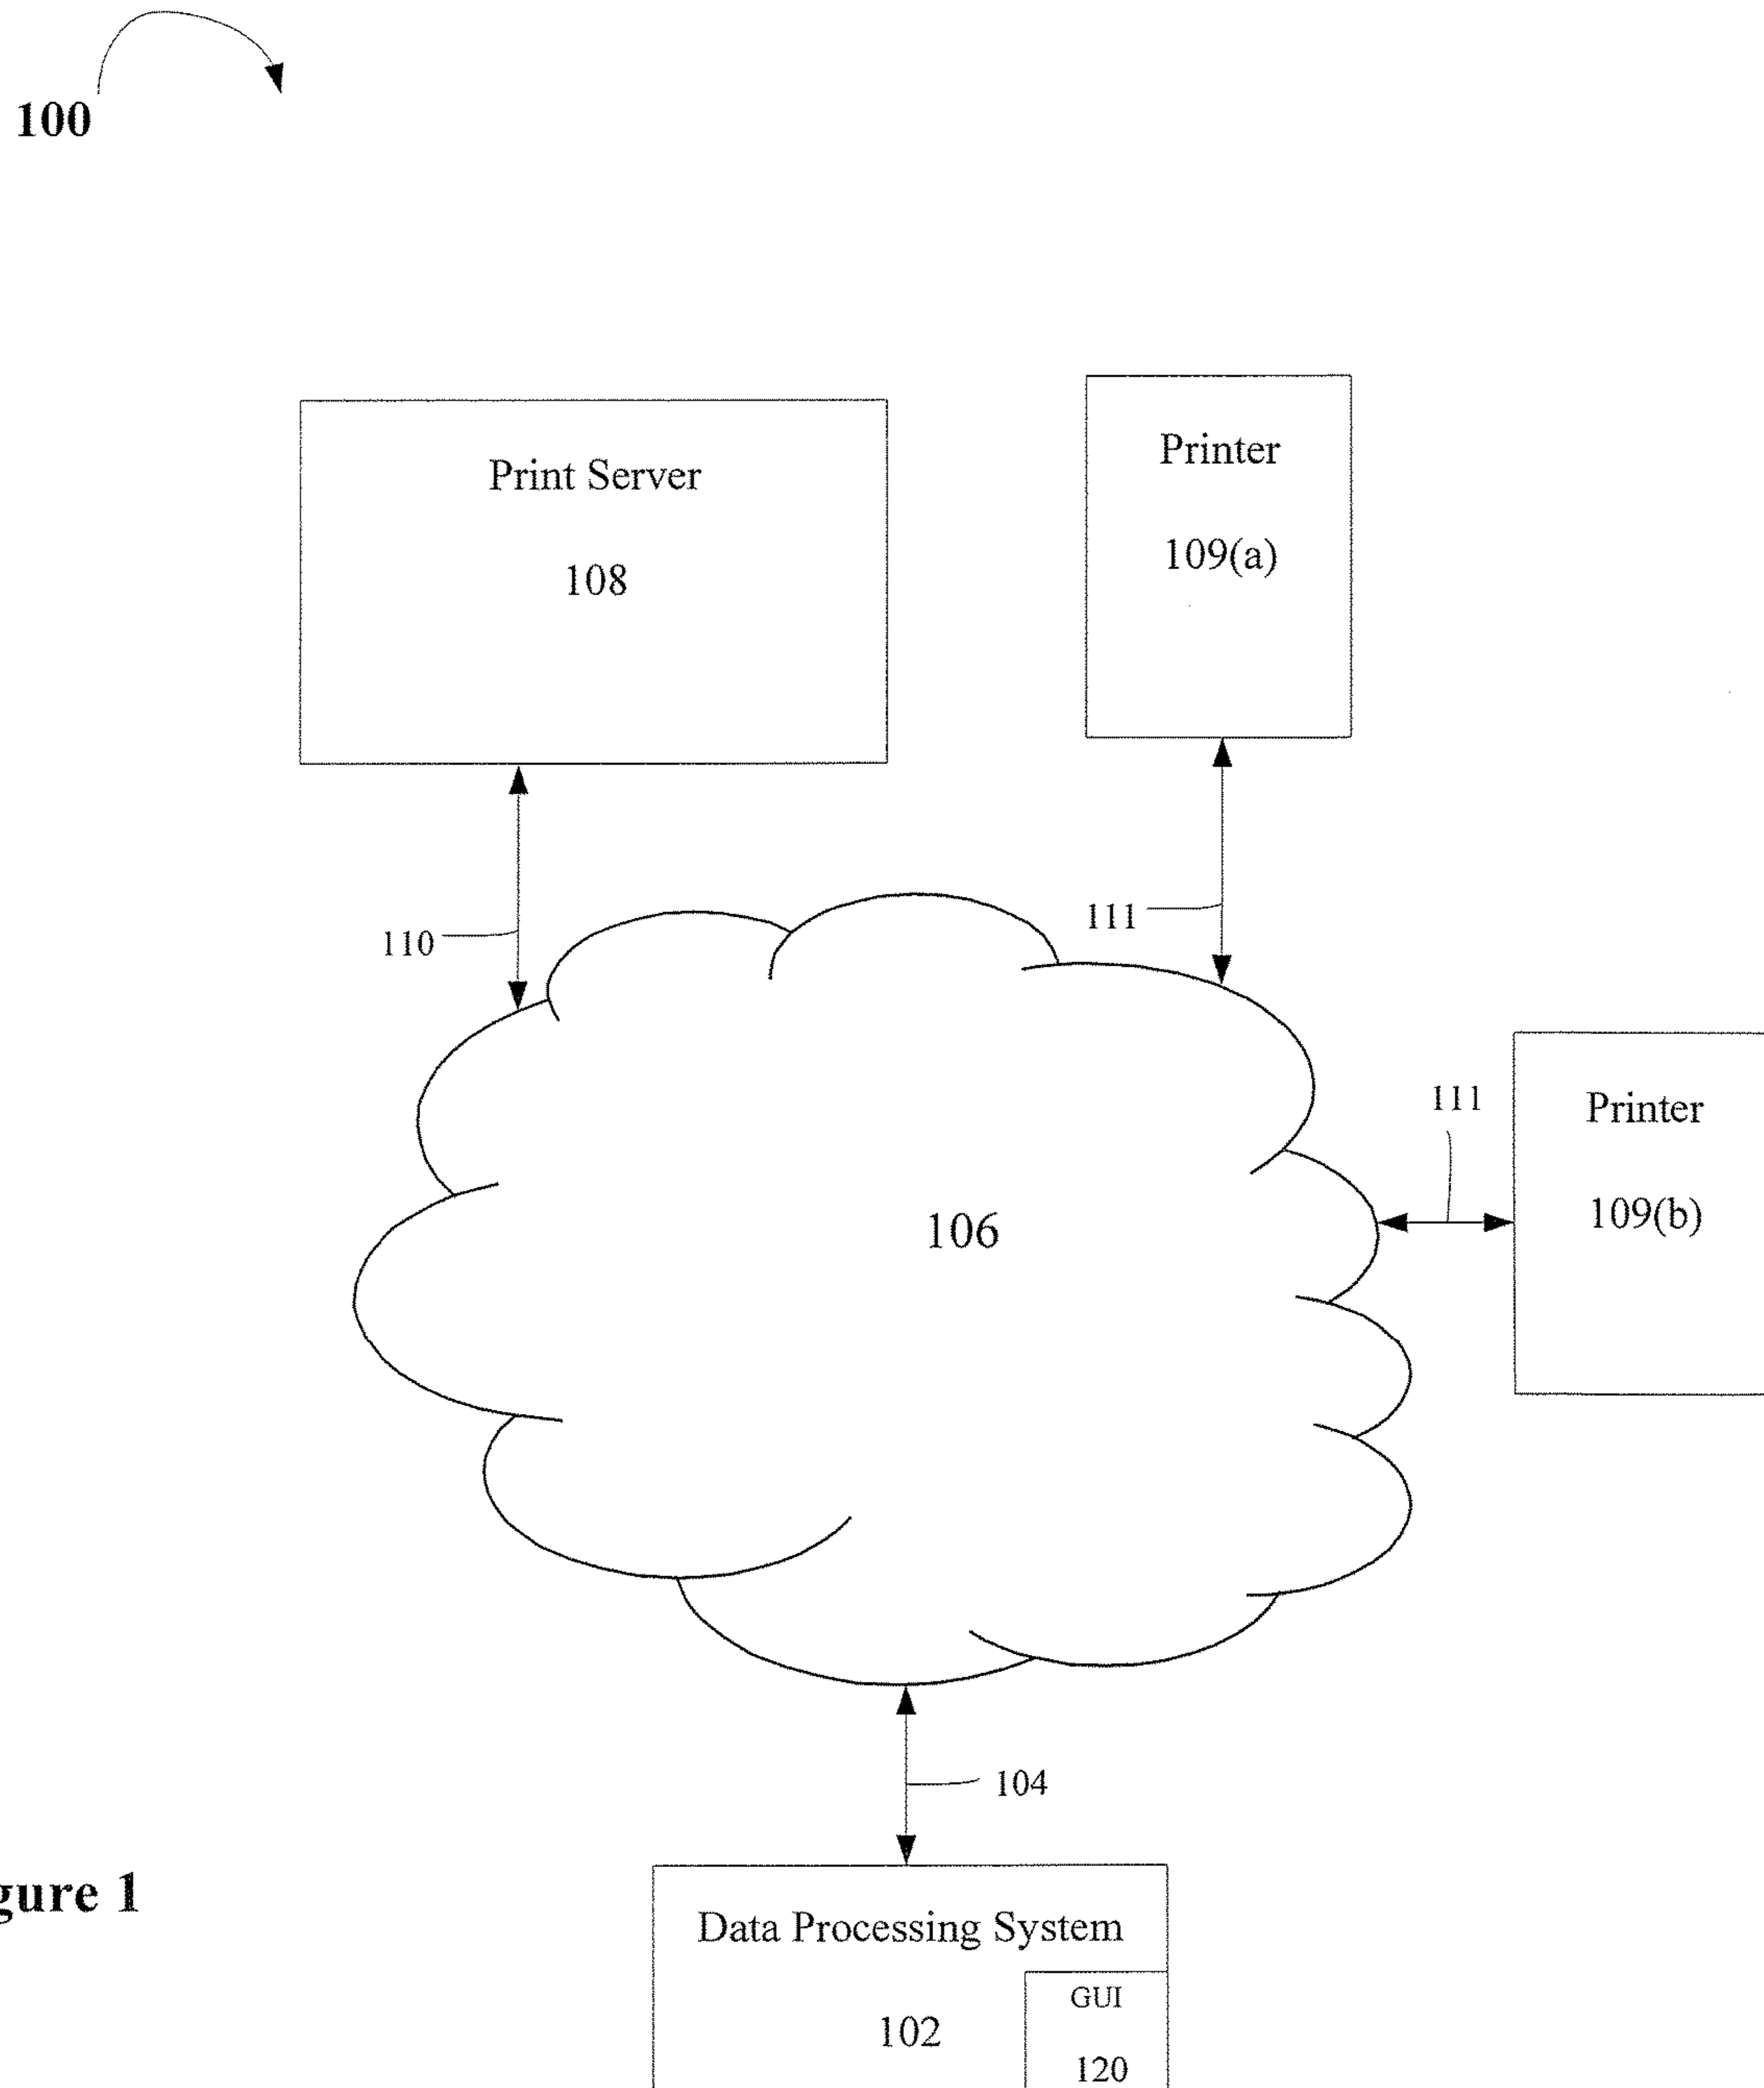 100
Print Server
108
Printer
109(a)
110
111
111
Printer
109(b)
106
104
gure 1
Data Processing System
102
GUI
120